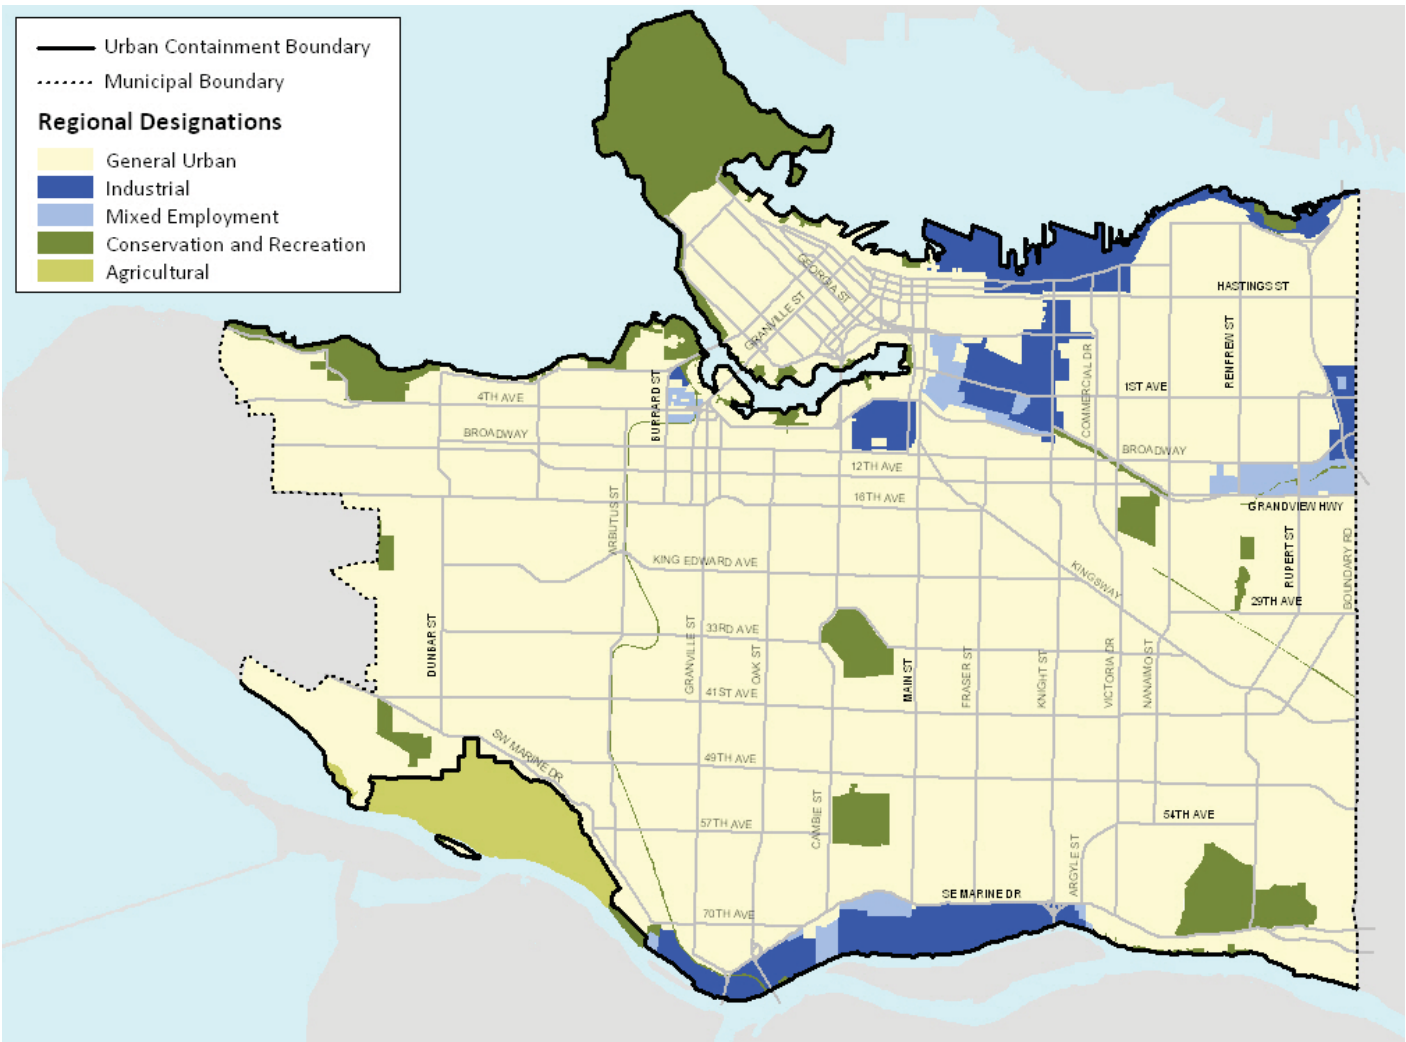 Urban Containment Boundary
Municipal Boundary
Regional Designations
General Urban
Industrial
Mixed Employment
Conservation and Recreation
Agricultural
GEORGIA ST
GRANVILLE ST
HASTINGS ST
RENFREW ST
COMMERCIAL DR
1ST AVE
4TH AVE
BURRARD ST
BROADWAY
BROADWAY
12TH AVE
16TH AVE
GRANDVIEW HWY
ARBUTUS ST
KING EDWARD AVE
KINGSWAY
RUPERT ST
BOUNDARY RD
29TH AVE
DUNBAR ST
GRANVILLE ST
33RD AVE
OAK ST
MAIN ST
FRASER ST
KNIGHT ST
VICTORIA DR
NANAIMO ST
41ST AVE
SW MARINE DR
49TH AVE
CAMBIE ST
57TH AVE
54TH AVE
ARGYLE ST
SE MARINE DR
70TH AVE